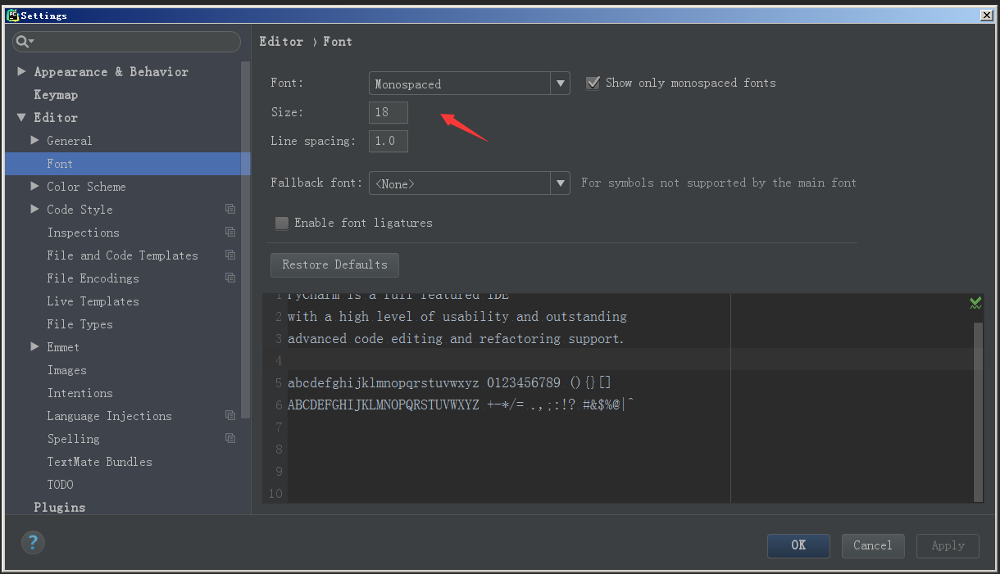 Settings
Editor › Font
Appearance & Behavior
Keymap
Editor
General
Font
Color Scheme
Code Style
Inspections
File and Code Templates
File Encodings
Live Templates
File Types
Emmet
Images
Intentions
Language Injections
Spelling
TextMate Bundles
TODO
Plugins
Font: Monospaced Show only monospaced fonts
Size: 18
Line spacing: 1.0
Fallback font: <None> For symbols not supported by the main font
Enable font ligatures
Restore Defaults
1 PyCharm is a full featured IDE
2 with a high level of usability and outstanding
3 advanced code editing and refactoring support.
4
5 abcdefghijklmnopqrstuvwxyz 0123456789 (){}[]
6 ABCDEFGHIJKLMNOPQRSTUVWXYZ +-*/= .,;:!? #&$%@|^
7
8
9
10
? OK Cancel Apply